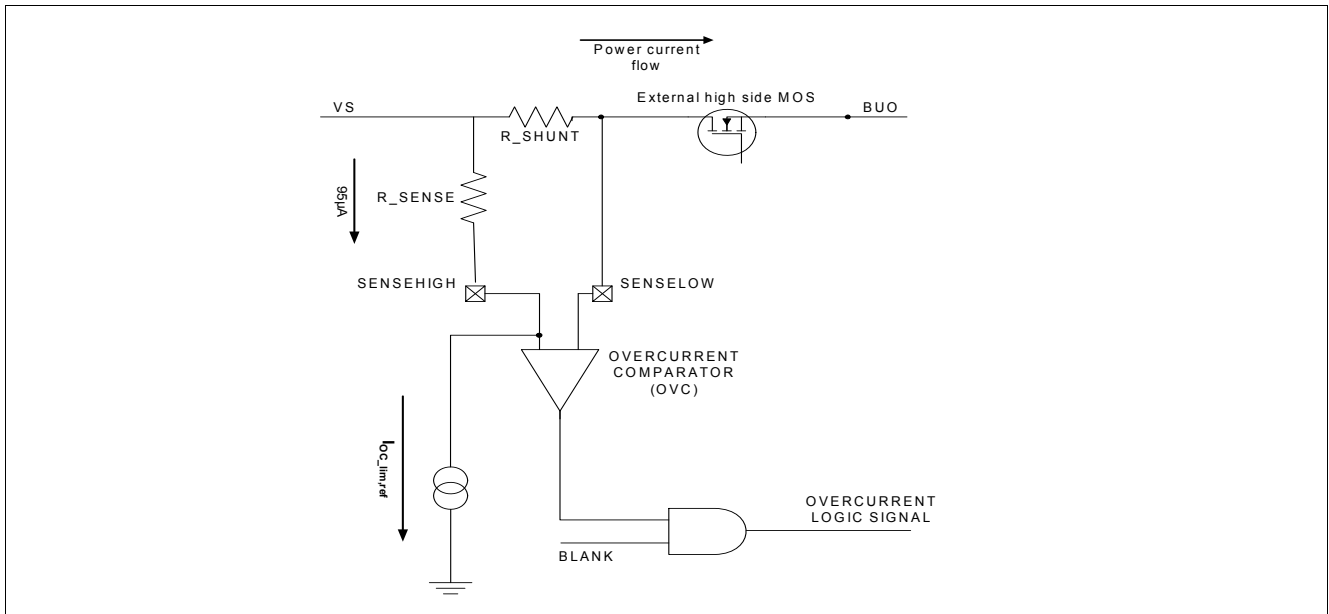 Power current
flow
External high side MOS
VS
BUO
R_SHUNT
R_SENSE
95µA
SENSEHIGH
SENSELOW
OVERCURRENT
COMPARATOR
(OVC)
IOC_lim,ref
OVERCURRENT
LOGIC SIGNAL
BLANK